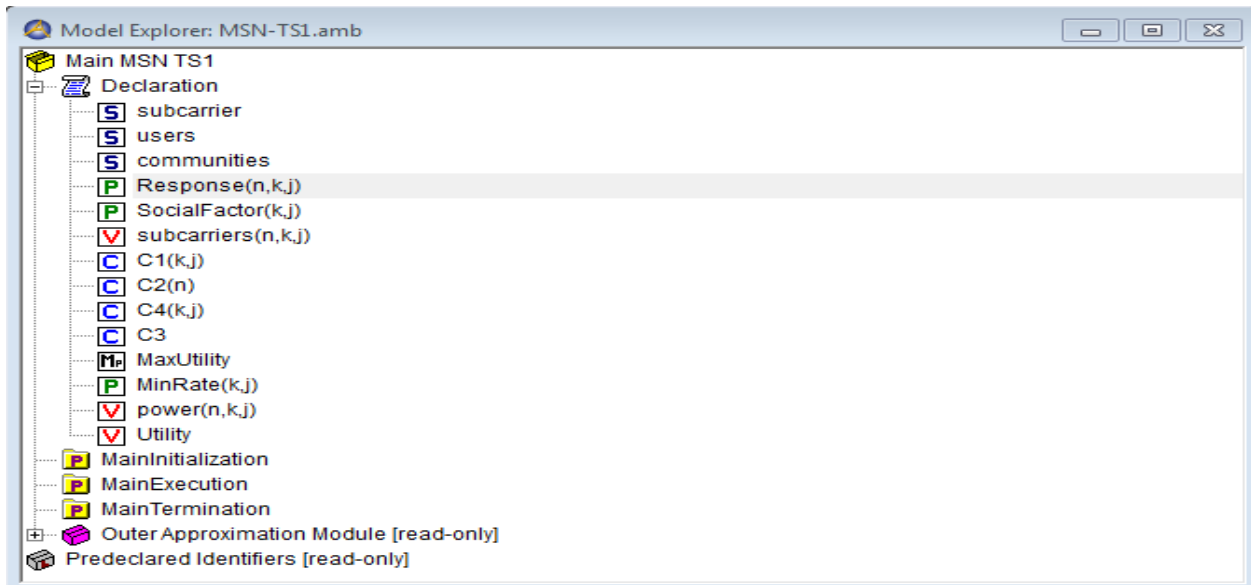 Model Explorer: MSN-TS1.amb
Main MSN TS1
Declaration
S subcarrier
S users
S communities
P Response(n,k,j)
P SocialFactor(k,j)
V subcarriers(n,k,j)
C C1(k,j)
C C2(n)
C C4(k,j)
C C3
MP MaxUtility
P MinRate(k,j)
V power(n,k,j)
V Utility
P MainInitialization
P MainExecution
P MainTermination
Outer Approximation Module [read-only]
Predeclared Identifiers [read-only]